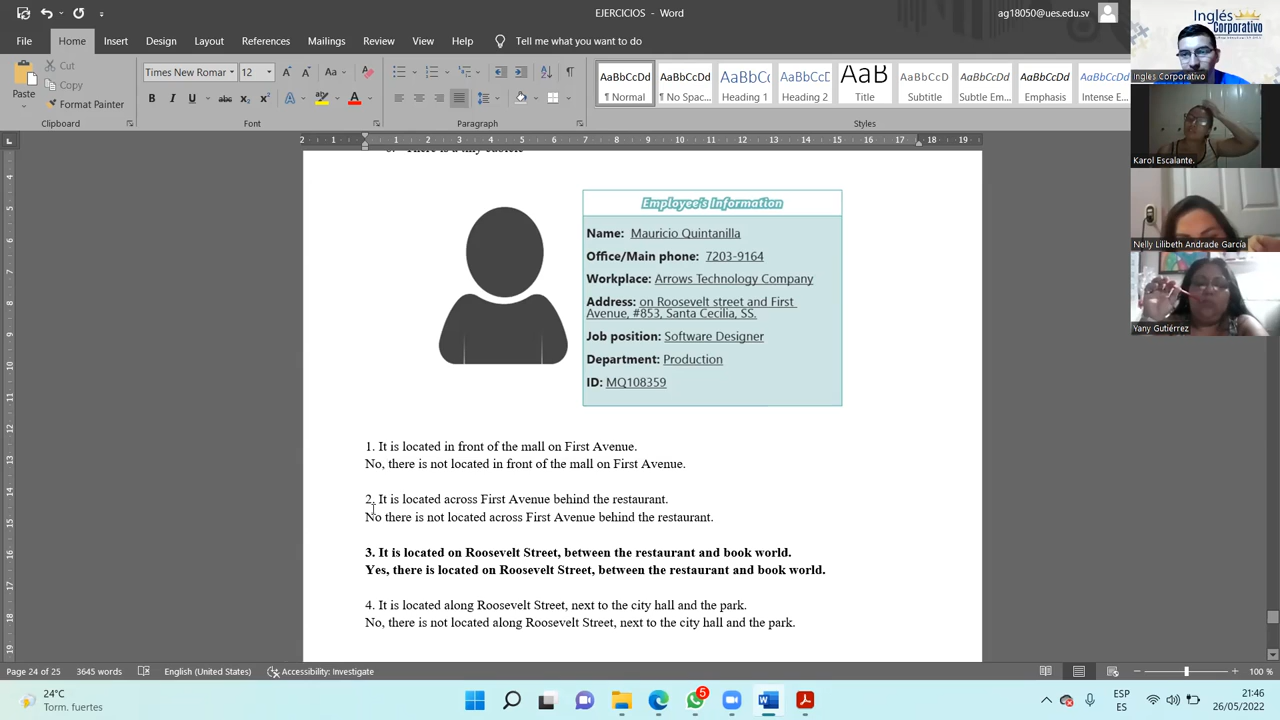 EJERCICIOS - Word
ag18050@ues.edu.sv
File Home Insert Design Layout References Mailings Review View Help Tell me what you want to do
Paste
Cut
Copy
Format Painter
Clipboard
Times New Romar 12
Font
Paragraph
AaBbCcDd AaBbCcDd AaBbCc AaBbCcD AaB AaBbCcD AaBbCcDd AaBbCcDd AaBbCcDd
¶ Normal ¶ No Spac... Heading 1 Heading 2 Title Subtitle Subtle Em... Emphasis Intense E...
Styles
Employee's Information
Name: Mauricio Quintanilla
Office/Main phone: 7203-9164
Workplace: Arrows Technology Company
Address: on Roosevelt street and First
Avenue, #853, Santa Cecilia, SS.
Job position: Software Designer
Department: Production
ID: MQ108359
1. It is located in front of the mall on First Avenue.
No, there is not located in front of the mall on First Avenue.
2. It is located across First Avenue behind the restaurant.
No there is not located across First Avenue behind the restaurant.
3. It is located on Roosevelt Street, between the restaurant and book world.
Yes, there is located on Roosevelt Street, between the restaurant and book world.
4. It is located along Roosevelt Street, next to the city hall and the park.
No, there is not located along Roosevelt Street, next to the city hall and the park.
Page 24 of 25 3645 words English (United States) Accessibility: Investigate 100 %
24°C
Torm. fuertes
5
ESP
ES
21:46
26/05/2022
Inglés
Corporativo
Inglés Corporativo
Karol Escalante.
Nelly Lilibeth Andrade García
Yany Gutiérrez